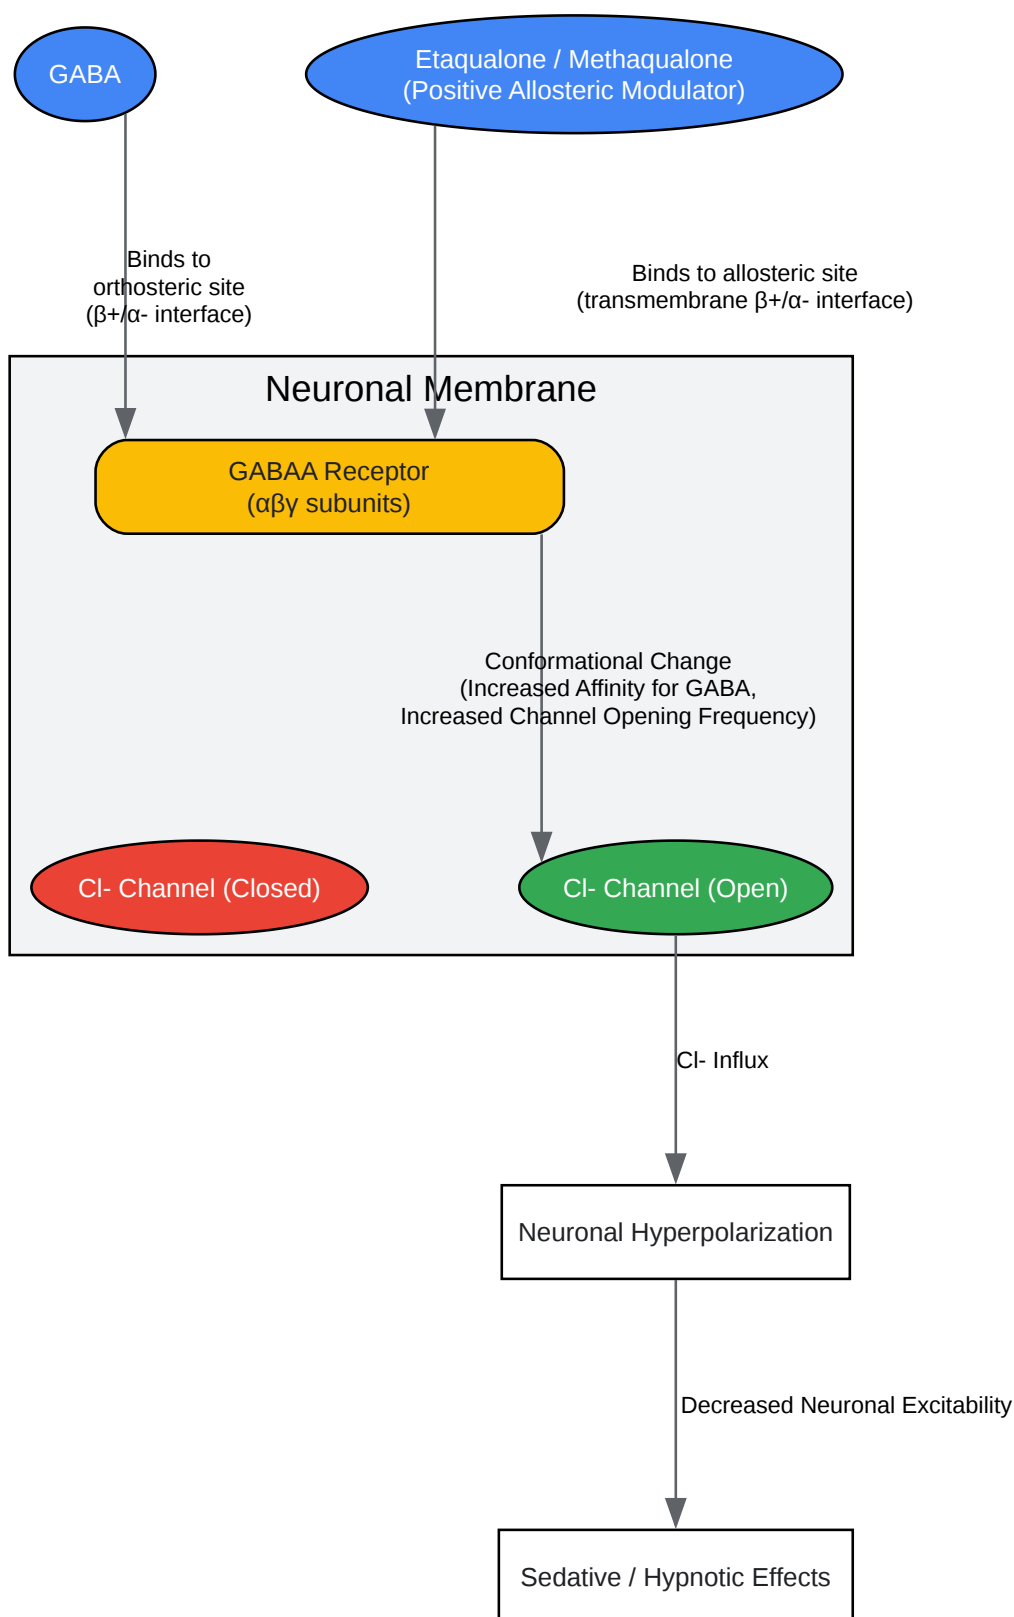 GABA
Etaqualone / Methaqualone
(Positive Allosteric Modulator)
Binds to
orthosteric site
(β+/α- interface)
Binds to allosteric site
(transmembrane β+/α- interface)
Neuronal Membrane
GABAA Receptor
(αβγ subunits)
Conformational Change
(Increased Affinity for GABA,
Increased Channel Opening Frequency)
Cl- Channel (Closed)
Cl- Channel (Open)
Cl- Influx
Neuronal Hyperpolarization
Decreased Neuronal Excitability
Sedative / Hypnotic Effects